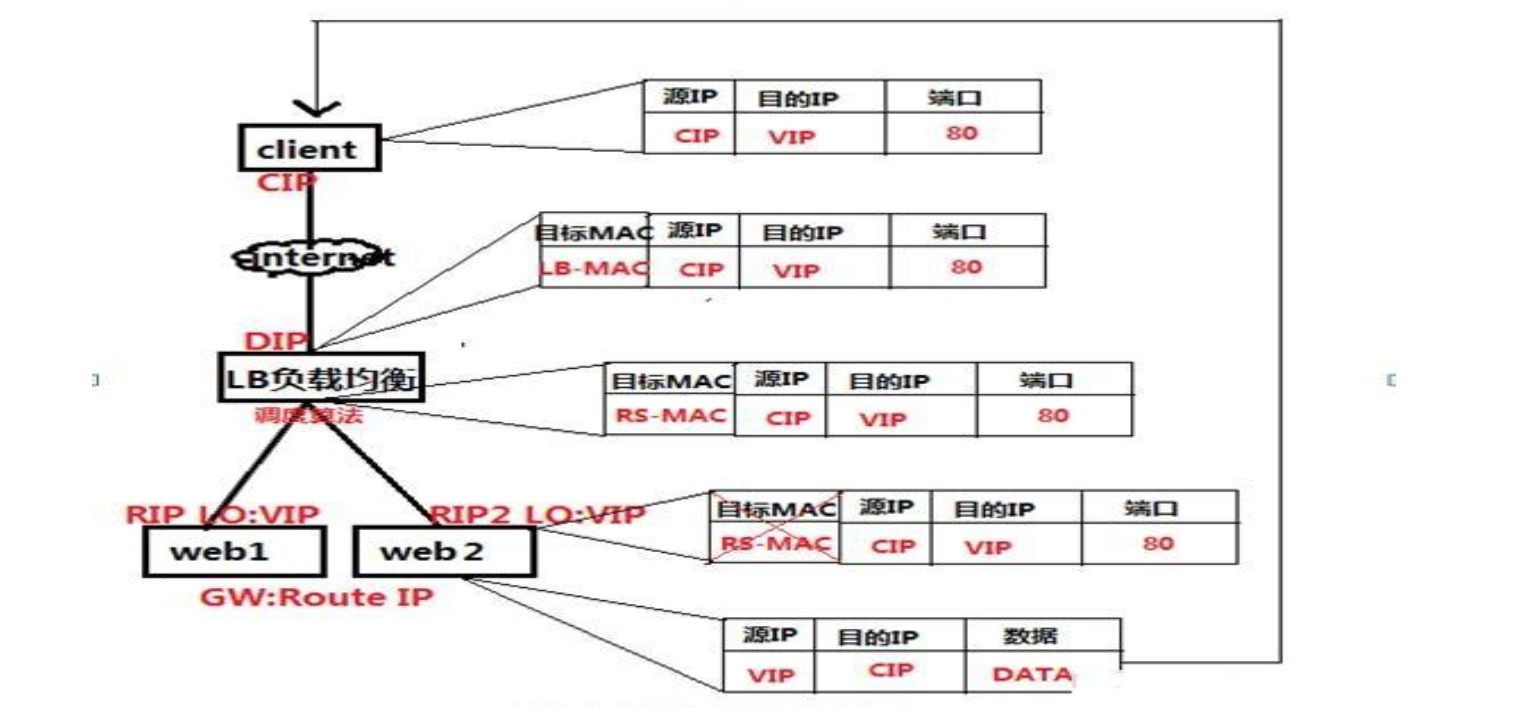 源IP 目的IP 端口
CIP VIP 80
client
CIP
目标MAC 源IP 目的IP 端口
LB-MAC CIP VIP 80
internet
DIP
LB负载均衡
调度算法
目标MAC 源IP 目的IP 端口
RS-MAC CIP VIP 80
RIP LO:VIP RIP2 LO:VIP
目标MAC 源IP 目的IP 端口
RS-MAC CIP VIP 80
web1 web2
GW:Route IP
源IP 目的IP 数据
VIP CIP DATA